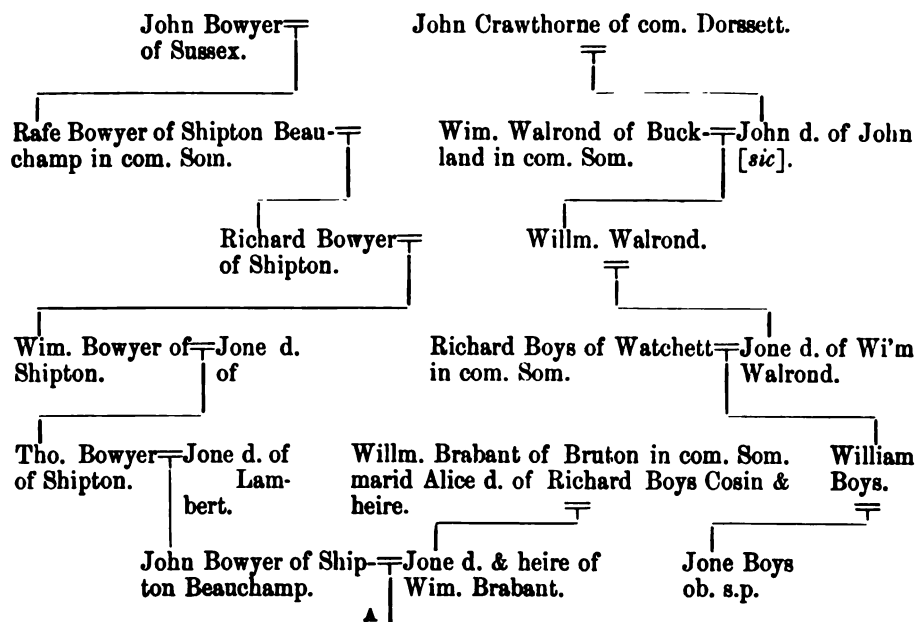 John Bowyer
of Sussex.
John Crawthorne of com. Dorssett.
Rafe Bowyer of Shipton Beau-
champ in com. Som.
Wim. Walrond of Buck-
land in com. Som.
John d. of John
[sic].
Richard Bowyer
of Shipton.
Willm. Walrond.
Wim. Bowyer of
Shipton.
Jone d.
of
Richard Boys of Watchett
in com. Som.
Jone d. of Wi'm
Walrond.
Tho. Bowyer
of Shipton.
Jone d. of
Lam-
bert.
Willm. Brabant of Bruton in com. Som.
marid Alice d. of Richard Boys Cosin &
heire.
William
Boys.
John Bowyer of Ship-
ton Beauchamp.
Jone d. & heire of
Wim. Brabant.
Jone Boys
ob. s.p.
A